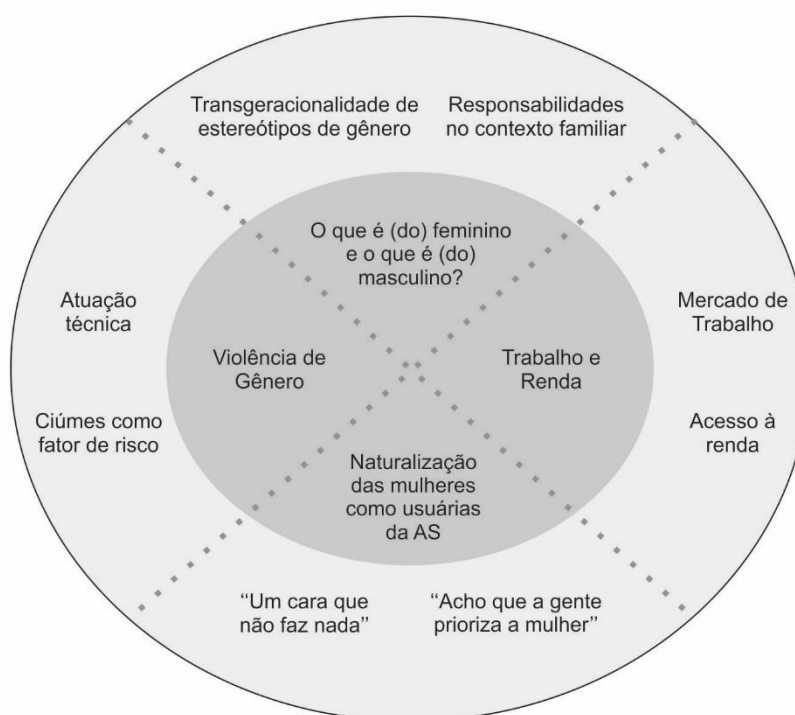 Transgeracionalidade de
estereótipos de gênero
Responsabilidades
no contexto familiar
O que é (do) feminino
e o que é (do)
masculino?
Atuação
técnica
Mercado de
Trabalho
Violência de
Gênero
Trabalho e
Renda
Ciúmes como
fator de risco
Acesso à
renda
Naturalização
das mulheres
como usuárias
da AS
“Um cara que
não faz nada”
“Acho que a gente
prioriza a mulher”